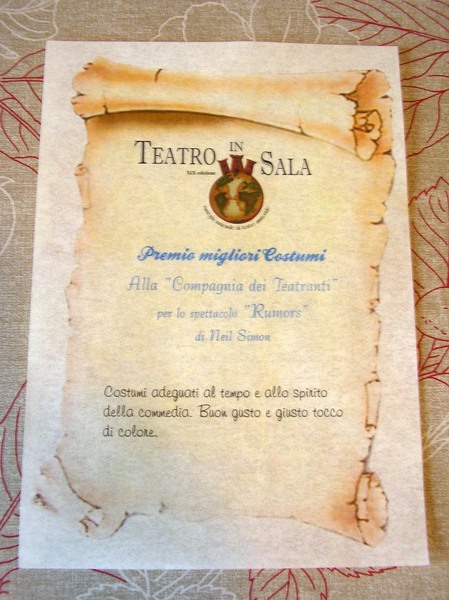 TEATRO IN SALA
XIX edizione
Premio migliori Costumi
Alla "Compagnia dei Teatranti"
per lo spettacolo "Rumors"
di Neil Simon
Costumi adeguati al tempo e allo spirito
della commedia. Buon gusto e giusto tocco
di colore.